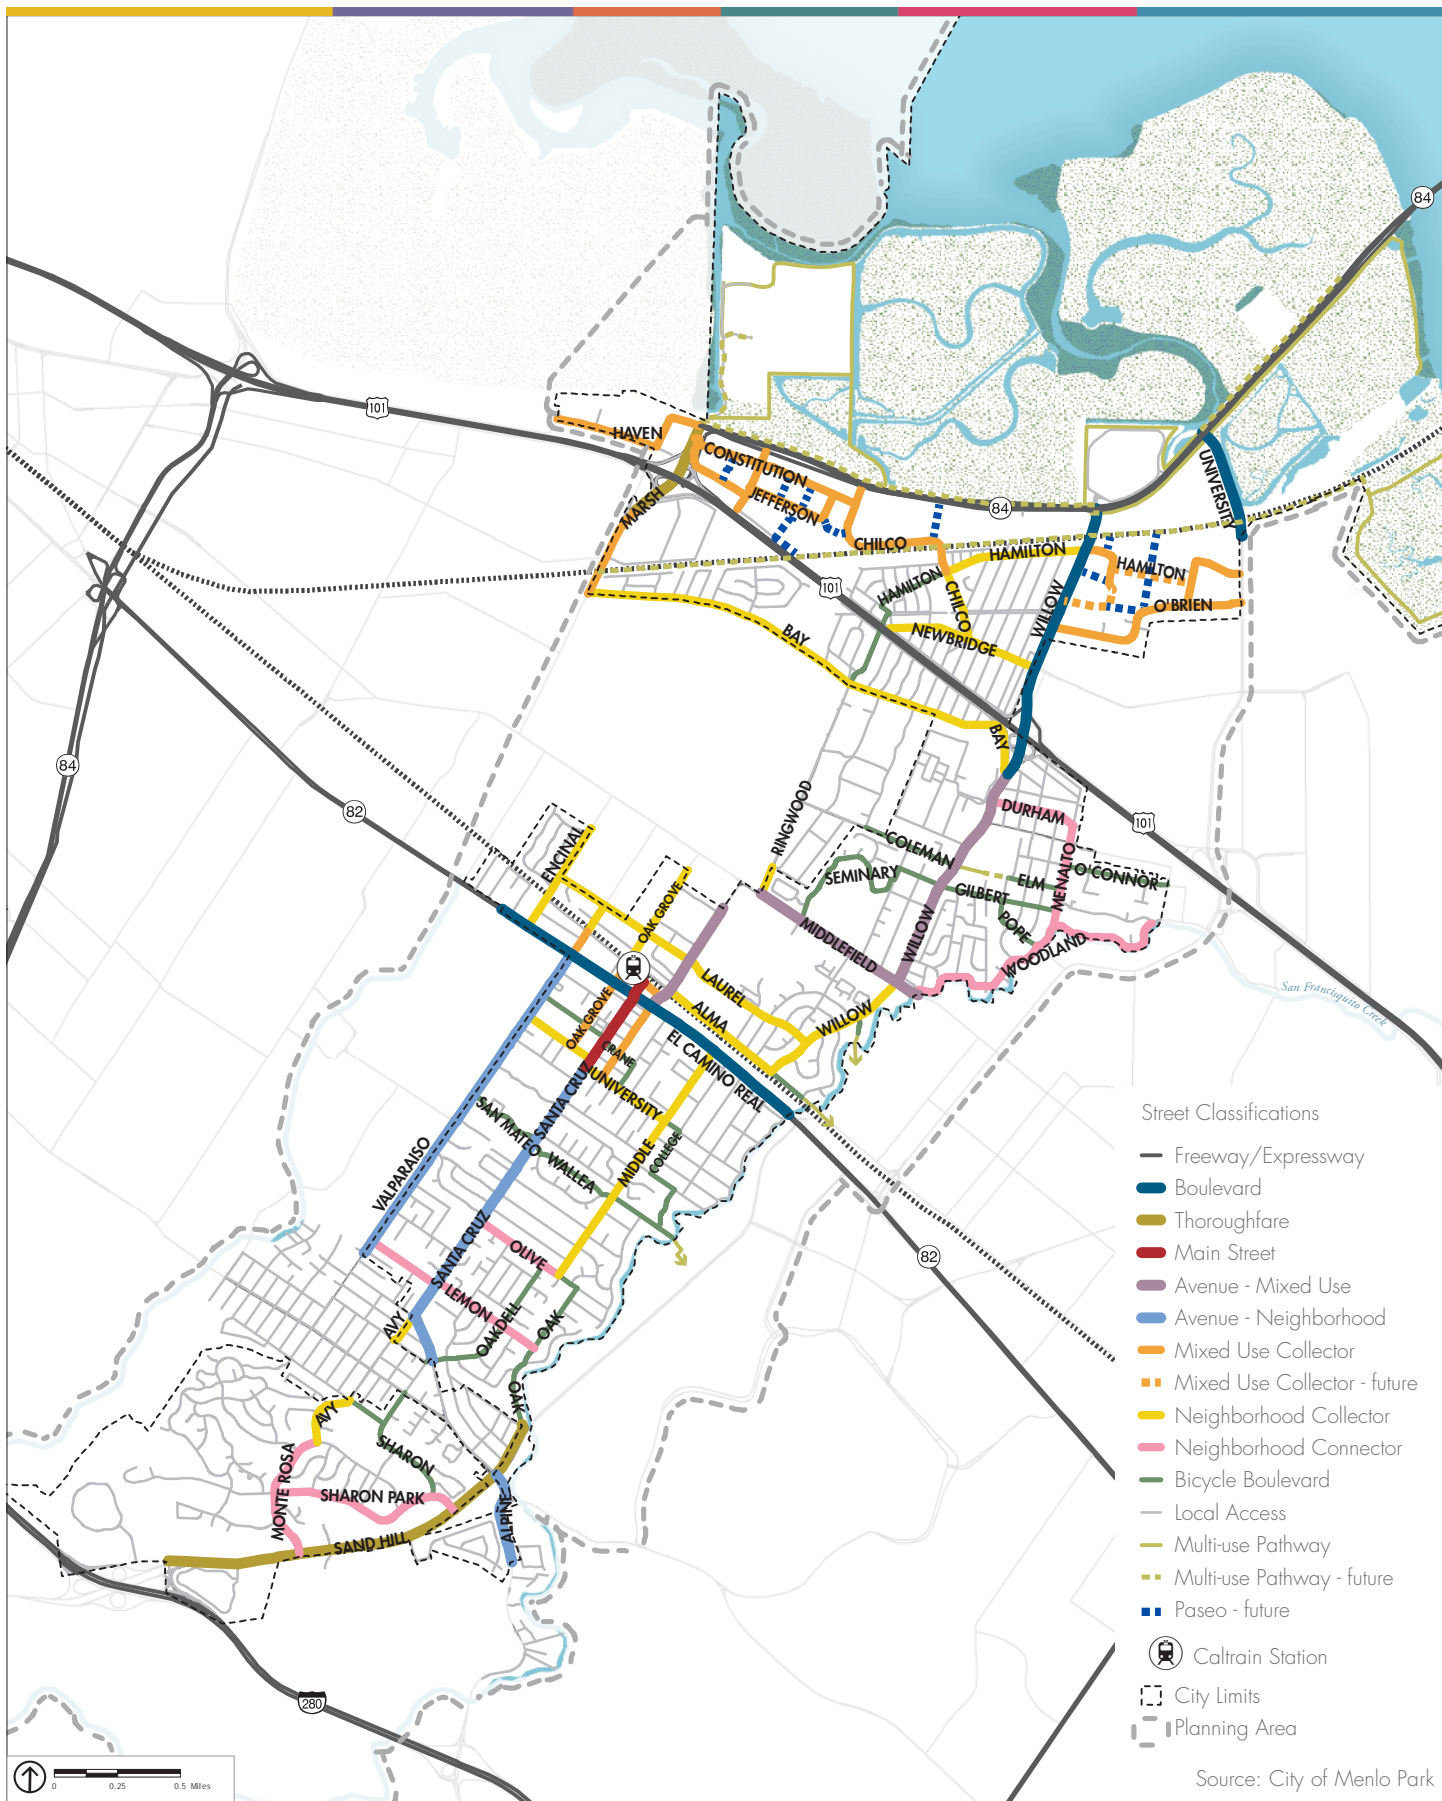 84
101
HAVEN
CONSTITUTION
MARSH
JEFFERSON
84
UNIVERSITY
CHILCO
HAMILTON
HAMILTON
HAMILTON
101
CHILCO
WILLOW
O'BRIEN
BAY
NEWBRIDGE
BAY
84
82
RINGWOOD
DURHAM
101
ENCINAL
COLEMAN
SEMINARY
ELM
MENALTO
O'CONNOR
GILBERT
OAK GROVE
POPE
WILLOW
MIDDLEFIELD
WOODLAND
LAUREL
San Francisquito Creek
OAK GROVE
ALMA
WILLOW
CRANE
EL CAMINO REAL
UNIVERSITY
SANTA CRUZ
SAN MATEO
WALLEA
MIDDLE
COLLEGE
VALPARAISO
SANTA CRUZ
OLIVE
82
LEMON
AVY
OAKDELL
OAK
OAK
AVY
SHARON
MONTE ROSA
SHARON PARK
SAND HILL
ALPINE
280
Street Classifications
Freeway/Expressway
Boulevard
Thoroughfare
Main Street
Avenue - Mixed Use
Avenue - Neighborhood
Mixed Use Collector
Mixed Use Collector - future
Neighborhood Collector
Neighborhood Connector
Bicycle Boulevard
Local Access
Multi-use Pathway
Multi-use Pathway - future
Paseo - future
Caltrain Station
City Limits
Planning Area
0 0.25 0.5 Miles
Source: City of Menlo Park